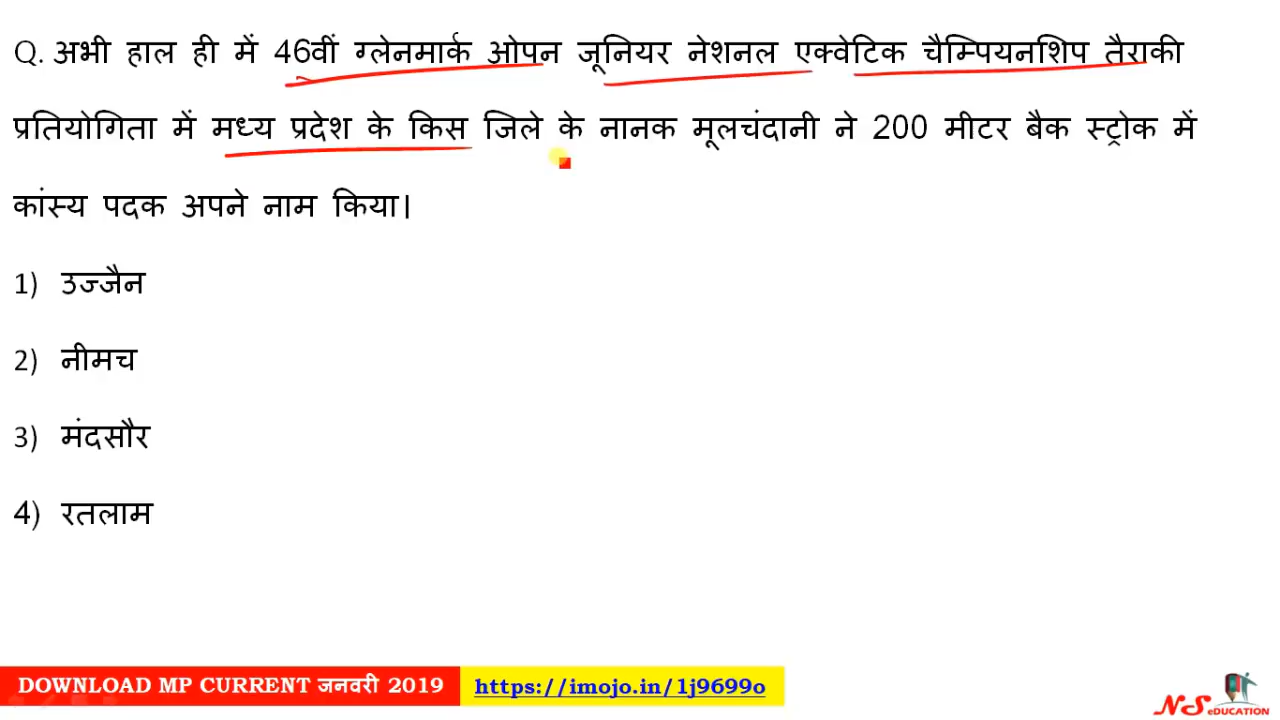 Q. अभी हाल ही में 46वीं ग्लेनमार्क ओपन जूनियर नेशनल एक्वेटिक चैम्पियनशिप तैराकी
प्रतियोगिता में मध्य प्रदेश के किस जिले के नानक मूलचंदानी ने 200 मीटर बैक स्ट्रोक में
कांस्य पदक अपने नाम किया।
1) उज्जैन
2) नीमच
3) मंदसौर
4) रतलाम
DOWNLOAD MP CURRENT जनवरी 2019 https://imojo.in/1j9699o
NS eDUCATION